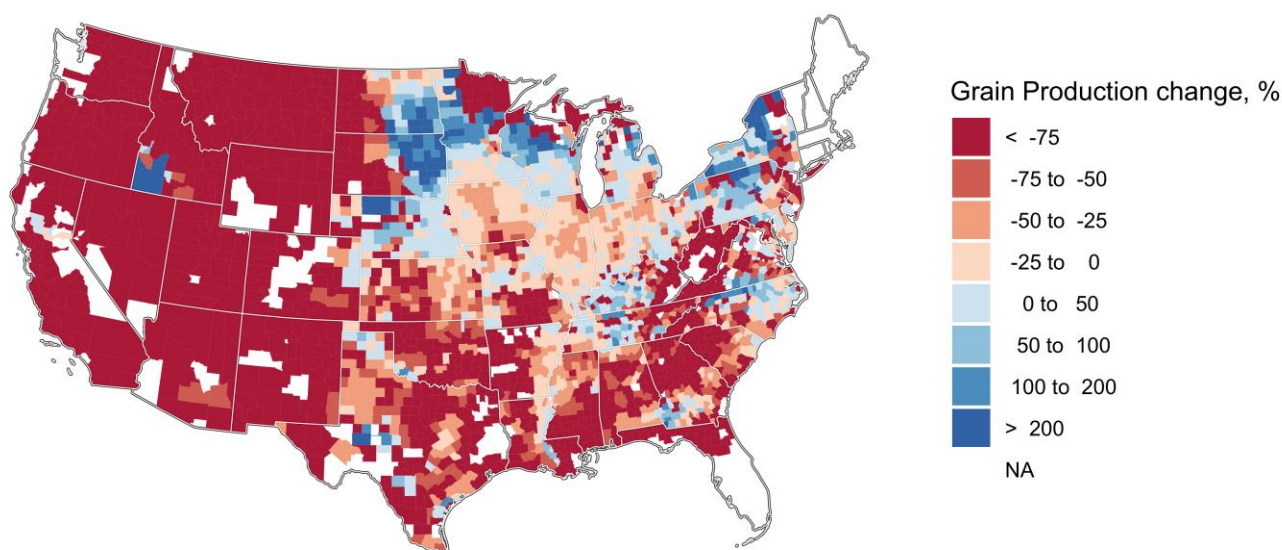 Grain Production change, %
< -75
-75 to -50
-50 to -25
-25 to 0
0 to 50
50 to 100
100 to 200
> 200
NA